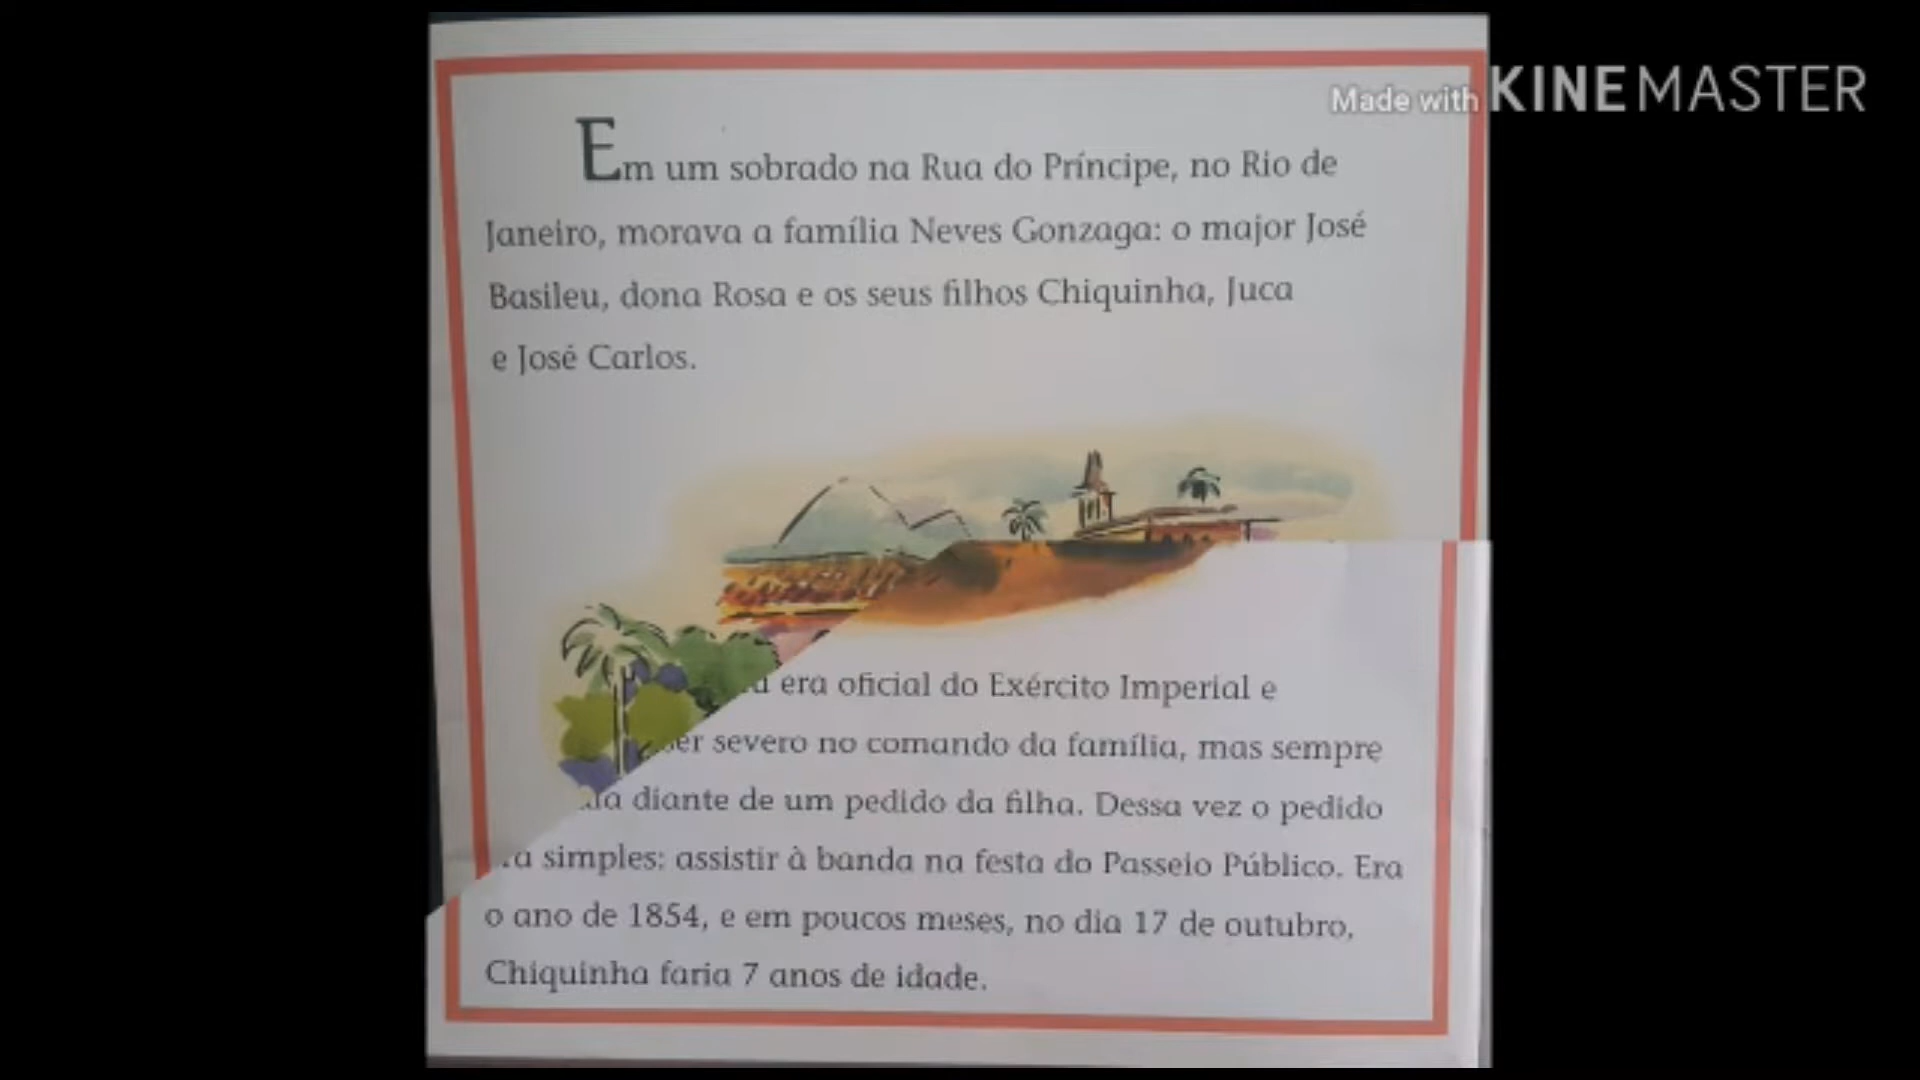 Made with KINEMASTER
Em um sobrado na Rua do Príncipe, no Rio de
Janeiro, morava a família Neves Gonzaga: o major José
Basileu, dona Rosa e os seus filhos Chiquinha, Juca
e José Carlos.
era oficial do Exército Imperial e
severo no comando da família, mas sempre
diante de um pedido da filha. Dessa vez o pedido
simples: assistir à banda na festa do Passeio Público. Era
o ano de 1854, e em poucos meses, no dia 17 de outubro,
Chiquinha faria 7 anos de idade.